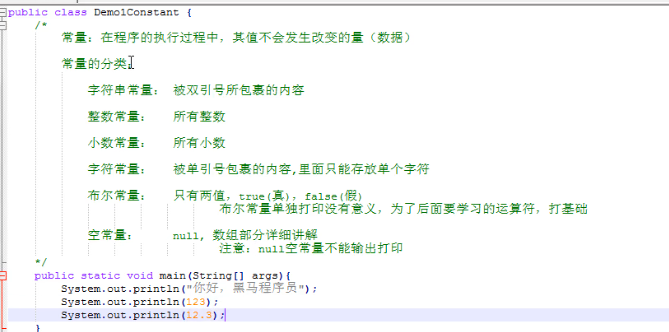 public class Demo1Constant {
/*
常量：在程序的执行过程中，其值不会发生改变的量（数据）
常量的分类：
字符串常量： 被双引号所包裹的内容
整数常量： 所有整数
小数常量： 所有小数
字符常量： 被单引号包裹的内容,里面只能存放单个字符
布尔常量： 只有两值，true(真)，false(假)
布尔常量单独打印没有意义，为了后面要学习的运算符，打基础
空常量： null, 数组部分详细讲解
注意：null空常量不能输出打印
*/
public static void main(String[] args){
System.out.println("你好，黑马程序员");
System.out.println(123);
System.out.println(12.3);
}